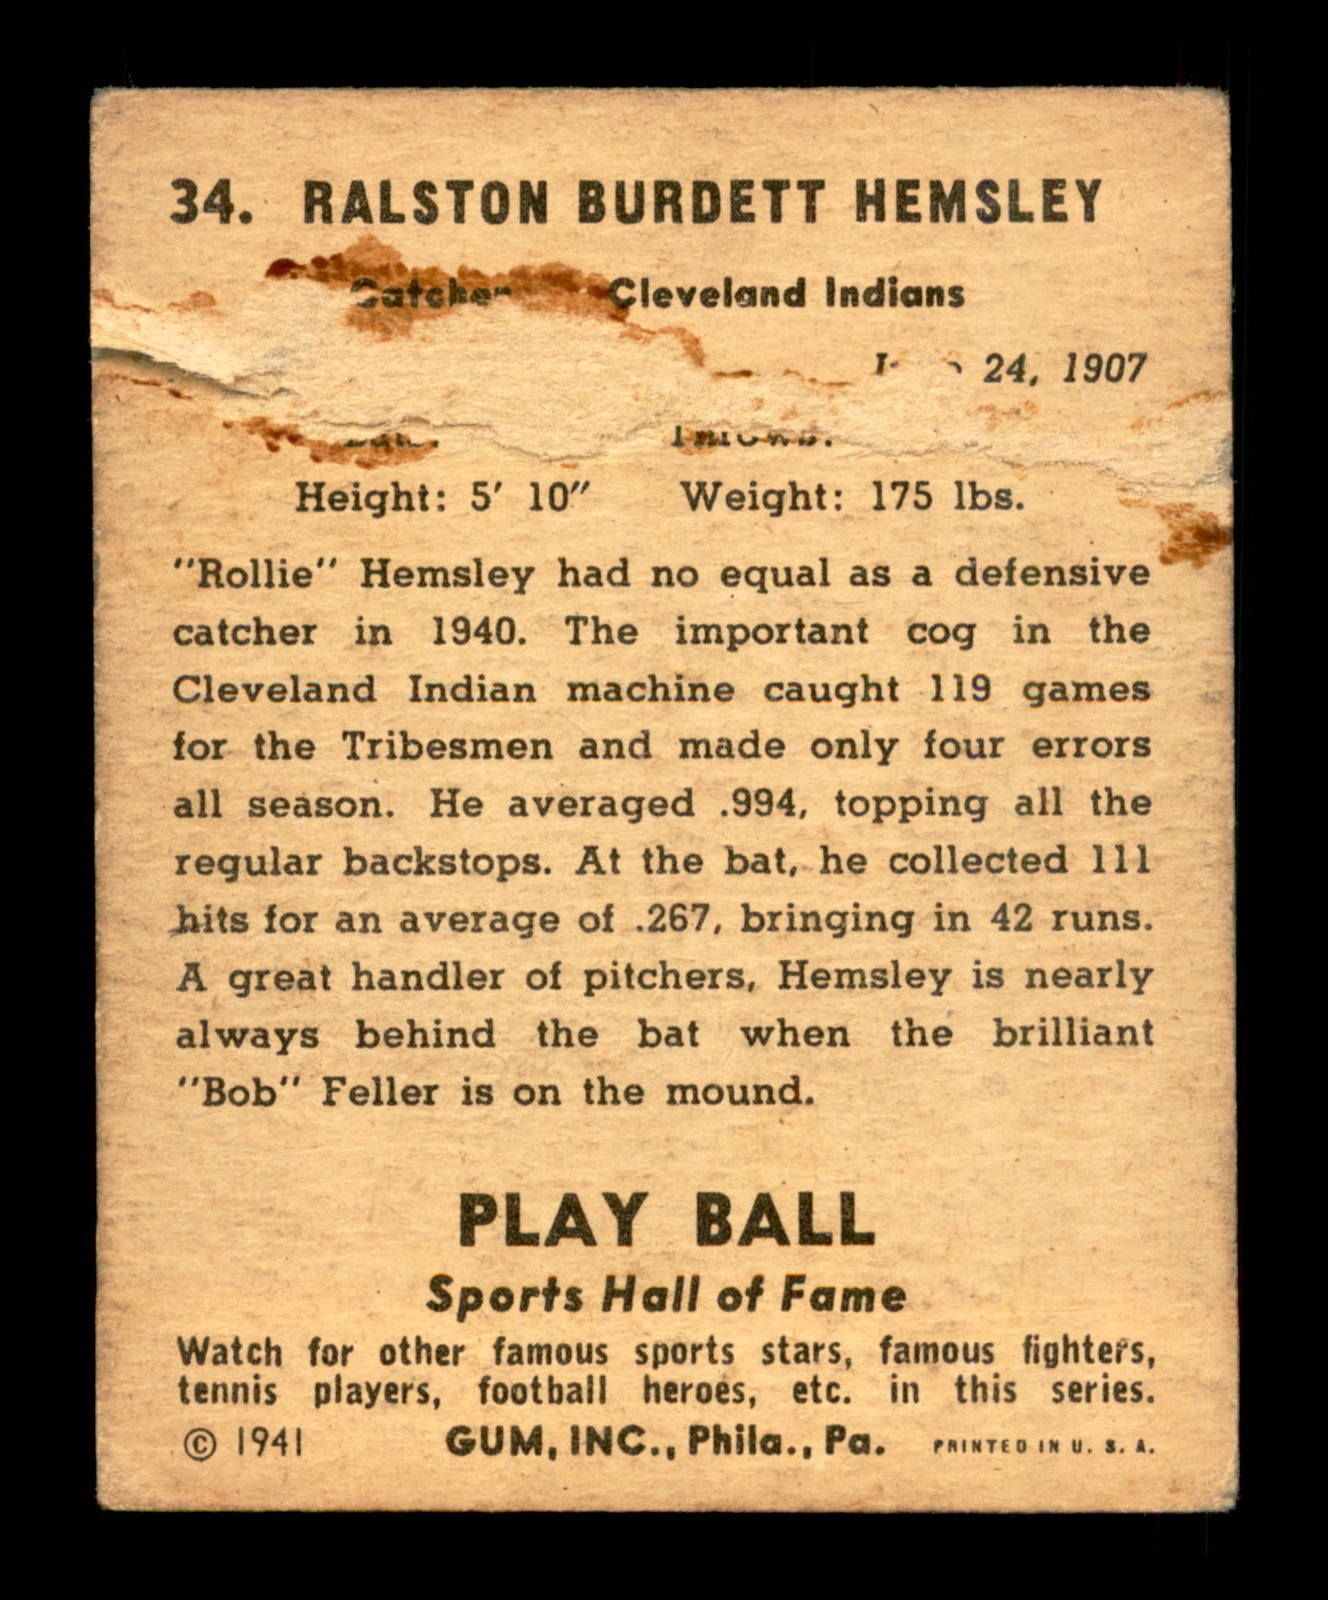 34. RALSTON BURDETT HEMSLEY
Catcher Cleveland Indians
24, 1907
Height: 5' 10" Weight: 175 lbs.
"Rollie" Hemsley had no equal as a defensive
catcher in 1940. The important cog in the
Cleveland Indian machine caught 119 games
for the Tribesmen and made only four errors
all season. He averaged .994, topping all the
regular backstops. At the bat, he collected 111
hits for an average of .267, bringing in 42 runs.
A great handler of pitchers, Hemsley is nearly
always behind the bat when the brilliant
"Bob" Feller is on the mound.
PLAY BALL
Sports Hall of Fame
Watch for other famous sports stars, famous fighters,
tennis players, football heroes, etc. in this series.
© 1941 GUM, INC., Phila., Pa. PRINTED IN U. S. A.